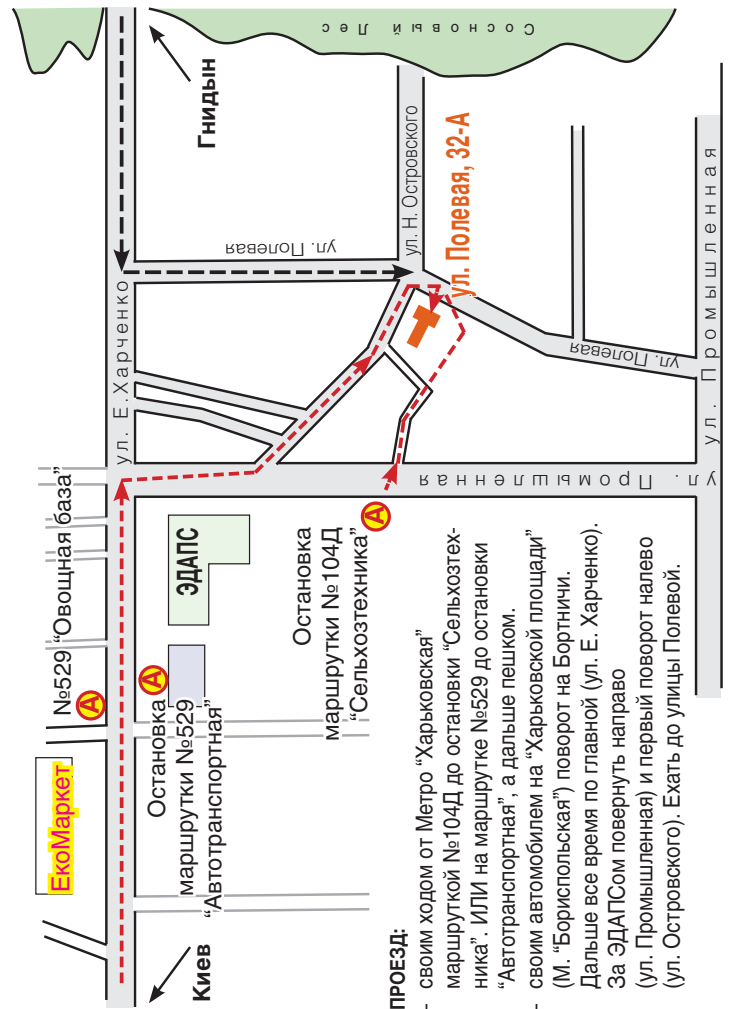 Сосновый Лес
Гнидын
ул. Н. Островского
ул. Полевая
ул. Полевая, 32-А
ул. Е.Харченко
ул. Полевая
ул. Промышленная
ул. Промышленная
№529 “Овощная база”
А
ЭДАПС
ЕкоМаркет
А
Остановка
маршрутки №529
“Автотранспортная”
А
Остановка
маршрутки №104Д
“Сельхозтехника”
Киев
ПРОЕЗД:
– своим ходом от Метро “Харьковская”
маршруткой №104Д до остановки “Сельхозтех-
ника”. ИЛИ на маршрутке №529 до остановки
“Автотранспортная”, а дальше пешком.
– своим автомобилем на “Харьковской площади”
(М. “Бориспольская”) поворот на Бортничи.
Дальше все время по главной (ул. Е. Харченко).
За ЭДАПСом повернуть направо
(ул. Промышленная) и первый поворот налево
(ул. Островского). Ехать до улицы Полевой.